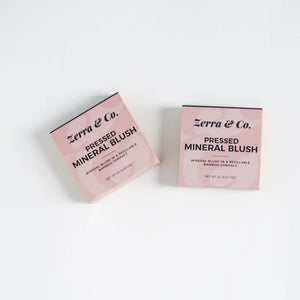 Zerra & Co.
PRESSED
MINERAL BLUSH
MINERAL BLUSH IN A REFILLABLE
BAMBOO COMPACT
Zerra & Co.
PRESSED
MINERAL BLUSH
MINERAL BLUSH IN A REFILLABLE
BAMBOO COMPACT